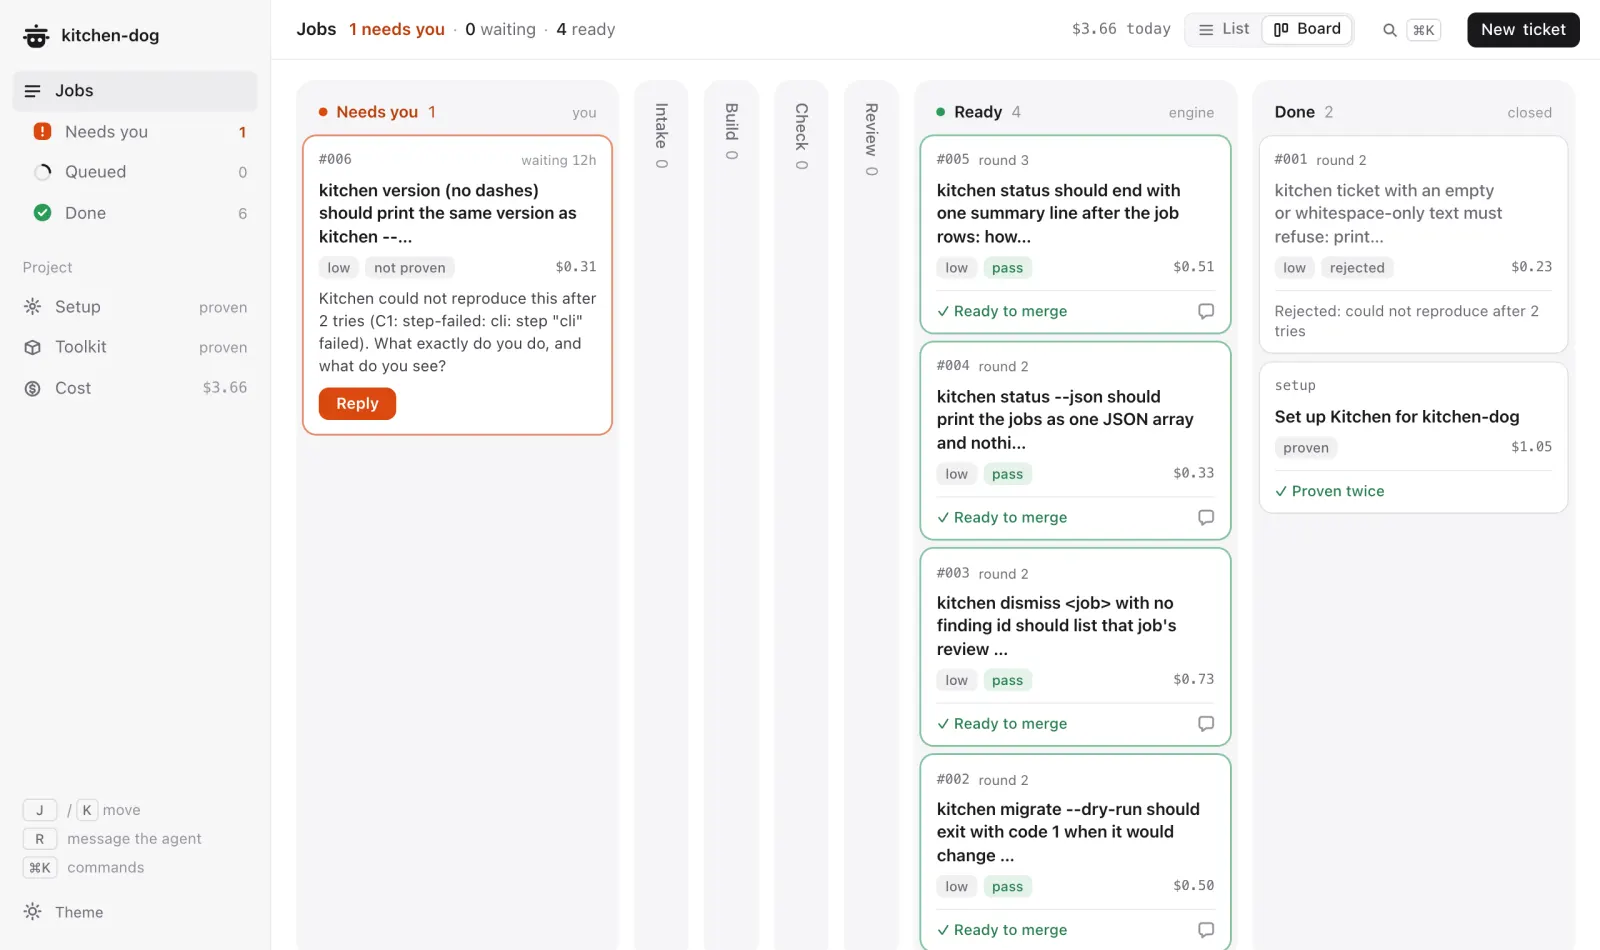 kitchen-dog
Jobs
Needs you 1
Queued 0
Done 6
Project
Setup proven
Toolkit proven
Cost $3.66
J / K move
R message the agent
⌘K commands
Theme
Jobs 1 needs you · 0 waiting · 4 ready
$3.66 today
List
Board
⌘K
New ticket
Needs you 1 you
#006 waiting 12h
kitchen version (no dashes)
should print the same version as
kitchen --...
low not proven $0.31
Kitchen could not reproduce this after
2 tries (C1: step-failed: cli: step "cli"
failed). What exactly do you do, and
what do you see?
Reply
Intake 0
Build 0
Check 0
Review 0
Ready 4 engine
#005 round 3
kitchen status should end with
one summary line after the job
rows: how...
low pass $0.51
✓ Ready to merge
#004 round 2
kitchen status --json should
print the jobs as one JSON array
and nothi...
low pass $0.33
✓ Ready to merge
#003 round 2
kitchen dismiss <job> with no
finding id should list that job's
review ...
low pass $0.73
✓ Ready to merge
#002 round 2
kitchen migrate --dry-run should
exit with code 1 when it would
change ...
low pass $0.50
✓ Ready to merge
Done 2 closed
#001 round 2
kitchen ticket with an empty
or whitespace-only text must
refuse: print...
low rejected $0.23
Rejected: could not reproduce after 2
tries
setup
Set up Kitchen for kitchen-dog
proven $1.05
✓ Proven twice